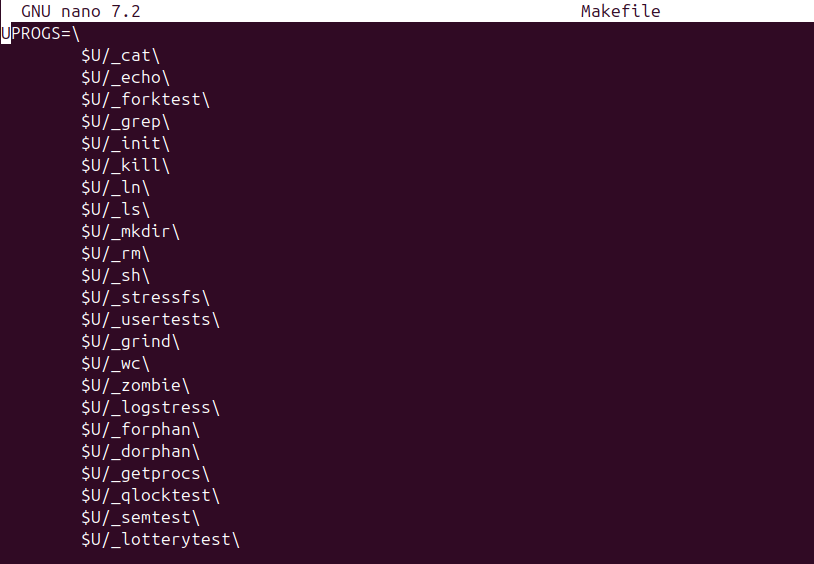 GNU nano 7.2 Makefile
UPROGS=\
$U/_cat\
$U/_echo\
$U/_forktest\
$U/_grep\
$U/_init\
$U/_kill\
$U/_ln\
$U/_ls\
$U/_mkdir\
$U/_rm\
$U/_sh\
$U/_stressfs\
$U/_usertests\
$U/_grind\
$U/_wc\
$U/_zombie\
$U/_logstress\
$U/_forphan\
$U/_dorphan\
$U/_getprocs\
$U/_qlocktest\
$U/_semtest\
$U/_lotterytest\